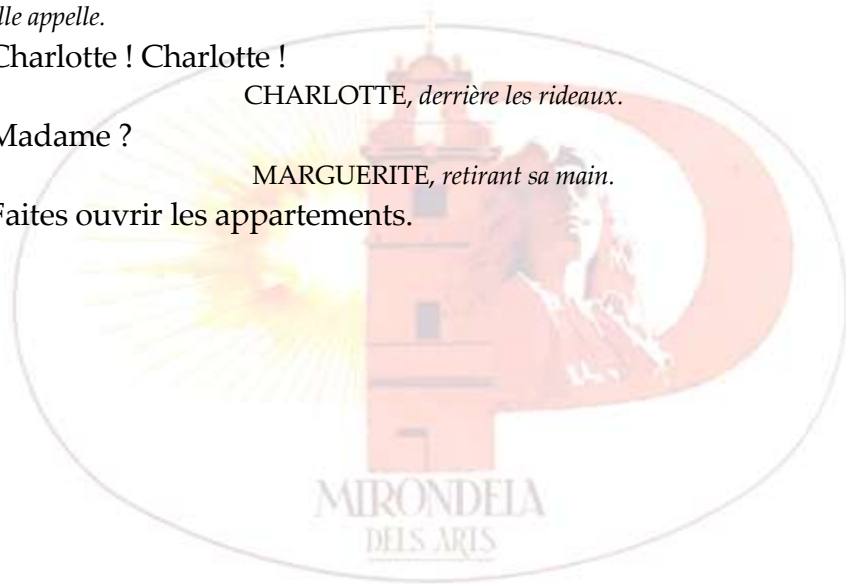 lle appelle.
Charlotte ! Charlotte !
CHARLOTTE, derrière les rideaux.
Madame ?
MARGUERITE, retirant sa main.
Faites ouvrir les appartements.
MIRONDELA
DELS ARTS